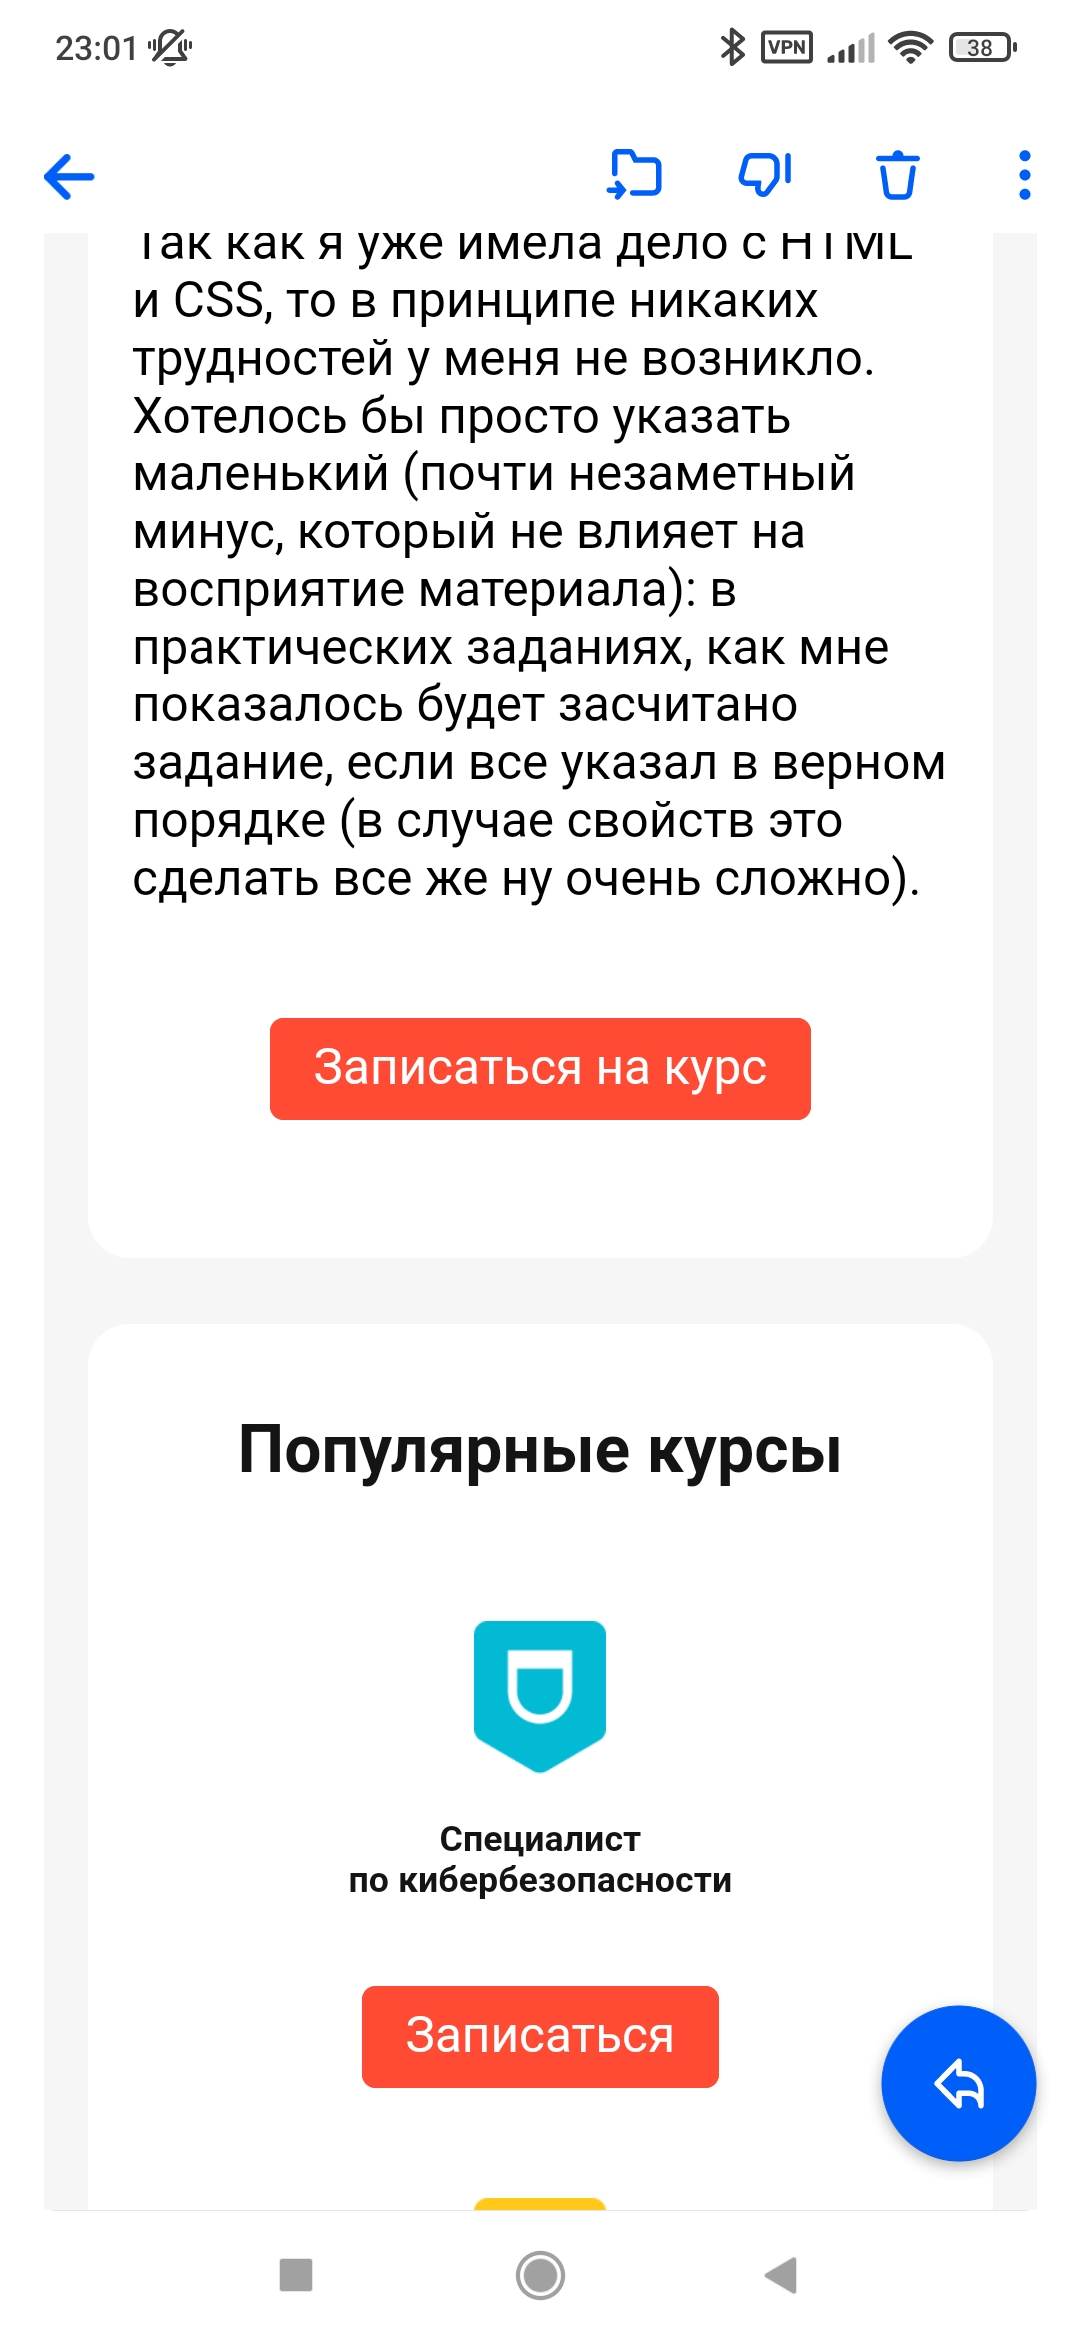 23:01
VPN
38
Так как я уже имела дело с HTML
и CSS, то в принципе никаких
трудностей у меня не возникло.
Хотелось бы просто указать
маленький (почти незаметный
минус, который не влияет на
восприятие материала): в
практических заданиях, как мне
показалось будет засчитано
задание, если все указал в верном
порядке (в случае свойств это
сделать все же ну очень сложно).
Записаться на курс
Популярные курсы
Специалист
по кибербезопасности
Записаться